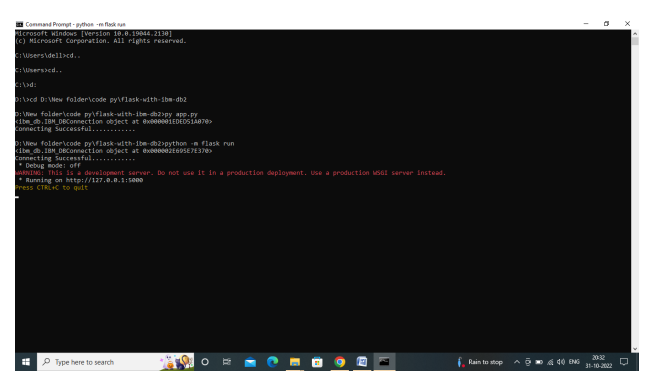 Command Prompt - python -m flask run
Microsoft Windows [Version 10.0.19044.2130]
(c) Microsoft Corporation. All rights reserved.
C:\Users\dell>cd..
C:\Users>cd..
C:\>d:
D:\>cd D:\New folder\code py\flask-with-ibm-db2
D:\New folder\code py\flask-with-ibm-db2>py app.py
<ibm_db.IBM_DBConnection object at 0x000001EDED51A070>
Connecting Successful............
D:\New folder\code py\flask-with-ibm-db2>python -m flask run
<ibm_db.IBM_DBConnection object at 0x000002E695E7E370>
Connecting Successful............
* Debug mode: off
WARNING: This is a development server. Do not use it in a production deployment. Use a production WSGI server instead.
* Running on http://127.0.0.1:5000
Press CTRL+C to quit
Type here to search
Rain to stop
ENG
20:32
31-10-2022